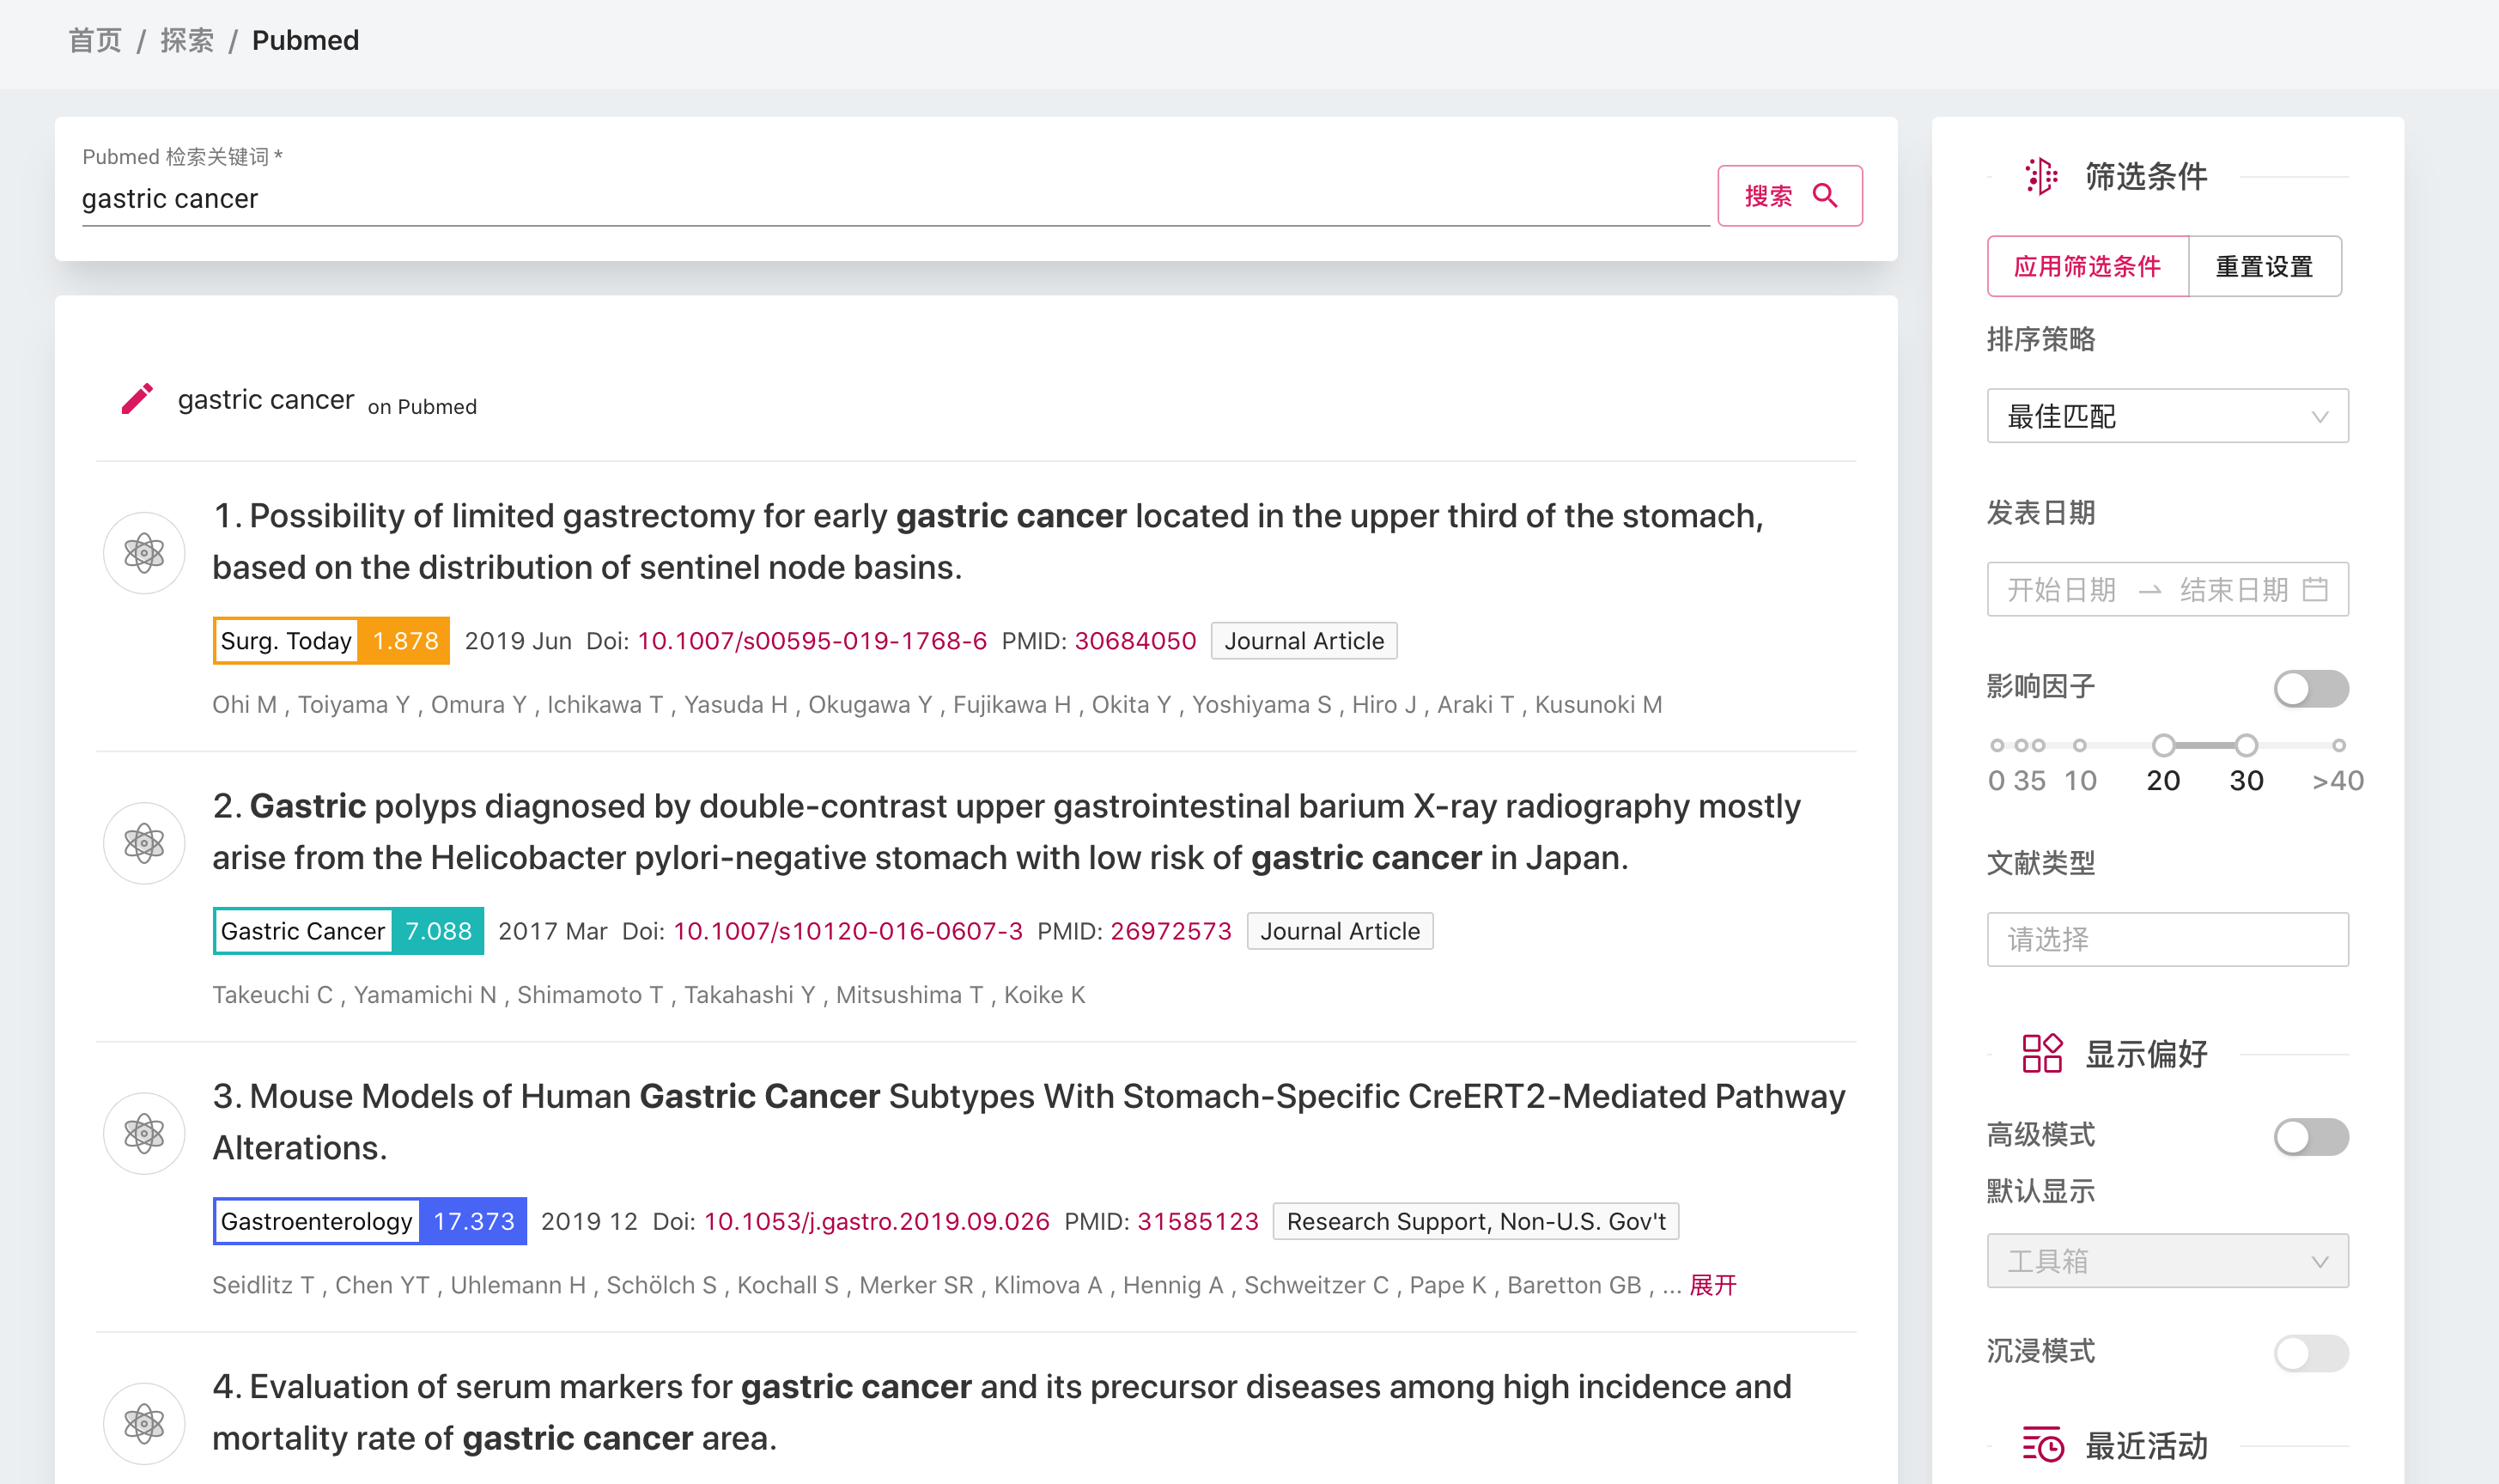 首页 / 探索 / Pubmed
Pubmed 检索关键词 *
gastric cancer
搜索
gastric cancer on Pubmed
1. Possibility of limited gastrectomy for early gastric cancer located in the upper third of the stomach,
based on the distribution of sentinel node basins.
Surg. Today 1.878 2019 Jun Doi: 10.1007/s00595-019-1768-6 PMID: 30684050 Journal Article
Ohi M , Toiyama Y , Omura Y , Ichikawa T , Yasuda H , Okugawa Y , Fujikawa H , Okita Y , Yoshiyama S , Hiro J , Araki T , Kusunoki M
2. Gastric polyps diagnosed by double-contrast upper gastrointestinal barium X-ray radiography mostly
arise from the Helicobacter pylori-negative stomach with low risk of gastric cancer in Japan.
Gastric Cancer 7.088 2017 Mar Doi: 10.1007/s10120-016-0607-3 PMID: 26972573 Journal Article
Takeuchi C , Yamamichi N , Shimamoto T , Takahashi Y , Mitsushima T , Koike K
3. Mouse Models of Human Gastric Cancer Subtypes With Stomach-Specific CreERT2-Mediated Pathway
Alterations.
Gastroenterology 17.373 2019 12 Doi: 10.1053/j.gastro.2019.09.026 PMID: 31585123 Research Support, Non-U.S. Gov't
Seidlitz T , Chen YT , Uhlemann H , Schölch S , Kochall S , Merker SR , Klimova A , Hennig A , Schweitzer C , Pape K , Baretton GB , ... 展开
4. Evaluation of serum markers for gastric cancer and its precursor diseases among high incidence and
mortality rate of gastric cancer area.
筛选条件
应用筛选条件 重置设置
排序策略
最佳匹配
发表日期
开始日期 → 结束日期
影响因子
0 3 5 10 20 30 >40
文献类型
请选择
显示偏好
高级模式
默认显示
工具箱
沉浸模式
最近活动